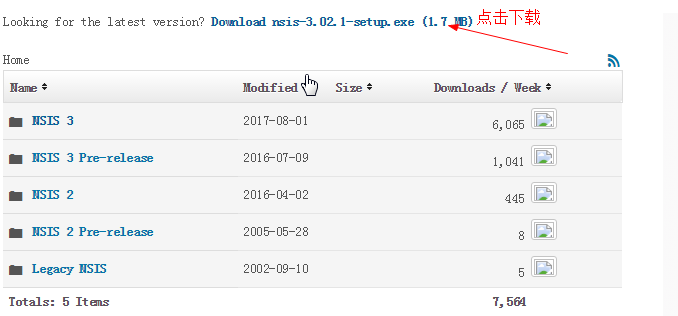 Looking for the latest version? Download nsis-3.02.1-setup.exe (1.7 MB) 点击下载
Home
Name Modified Size Downloads / Week
NSIS 3 2017-08-01 6,065
NSIS 3 Pre-release 2016-07-09 1,041
NSIS 2 2016-04-02 445
NSIS 2 Pre-release 2005-05-28 8
Legacy NSIS 2002-09-10 5
Totals: 5 Items 7,564